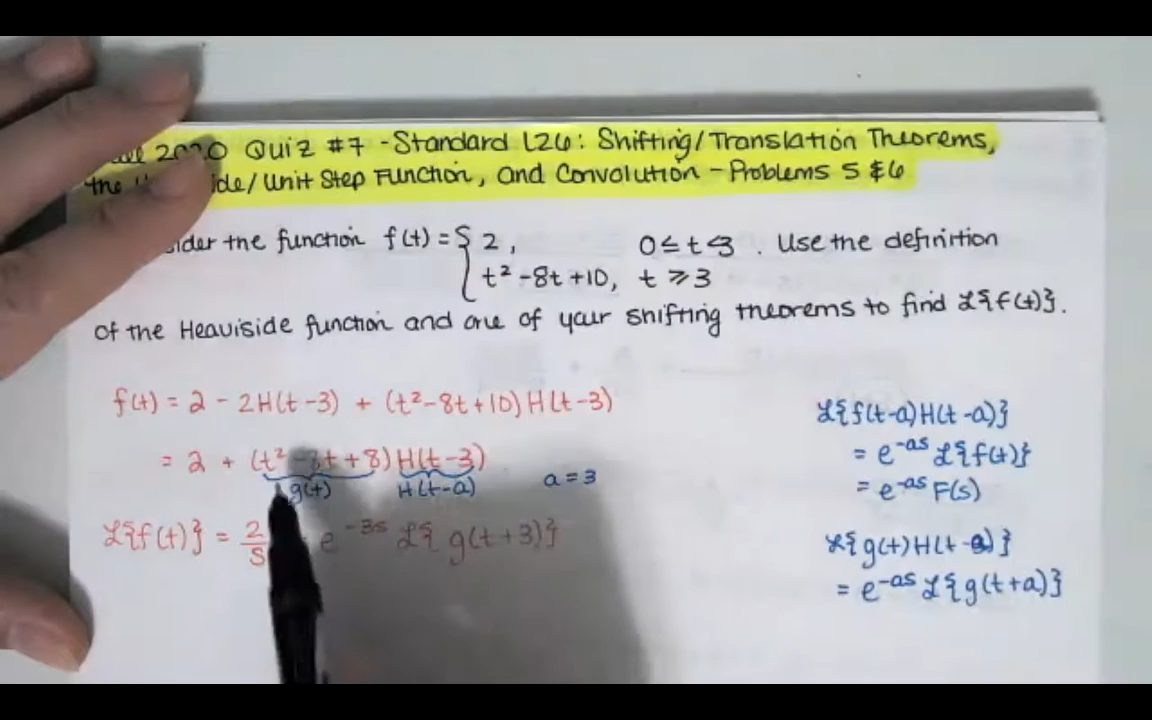 2020 Quiz #7 - Standard L26: Shifting/Translation Theorems,
the Unit Step Function, and Convolution - Problems 5 & 6
the function f(t) = { 2, 0 ≤ t < 3 . Use the definition
t² - 8t + 10, t ≥ 3
of the Heaviside function and one of your shifting theorems to find ℒ{f(t)}.
f(t) = 2 - 2H(t-3) + (t²-8t+10)H(t-3)
= 2 + (t² - 8t + 8)H(t-3)
g(t) H(t-a) a=3
ℒ{f(t)} = 2/s e^-3s ℒ{g(t+3)}
ℒ{f(t-a)H(t-a)}
= e^-as ℒ{f(t)}
= e^-as F(s)
ℒ{g(t)H(t-a)}
= e^-as ℒ{g(t+a)}